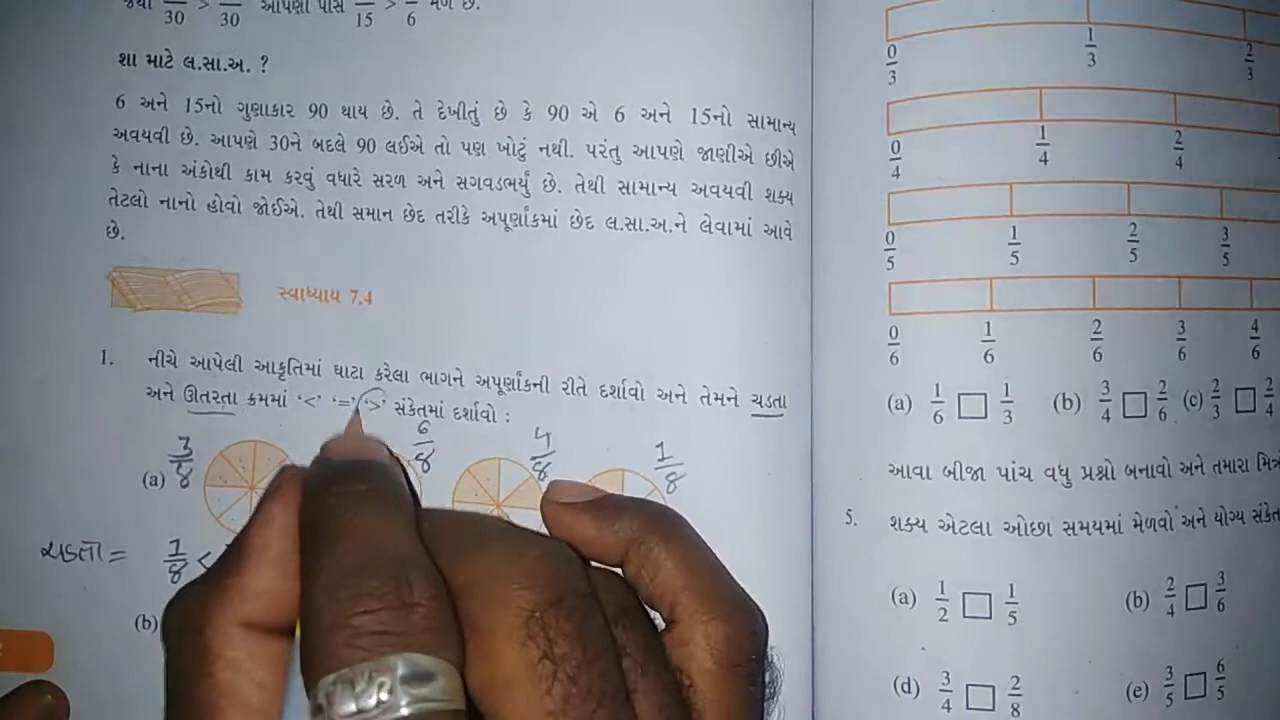 30 > 30 આપણી પાસે /15 > /6 મળે છે.
શા માટે લ.સા.અ. ?
6 અને 15નો ગુણાકાર 90 થાય છે. તે દેખીતું છે કે 90 એ 6 અને 15નો સામાન્ય
અવયવી છે. આપણે 30ને બદલે 90 લઈએ તો પણ ખોટું નથી. પરંતુ આપણે જાણીએ છીએ
કે નાના અંકોથી કામ કરવું વધારે સરળ અને સગવડભર્યું છે. તેથી સામાન્ય અવયવી શક્ય
તેટલો નાનો હોવો જોઈએ. તેથી સમાન છેદ તરીકે અપૂર્ણાંકમાં છેદ લ.સા.અ.ને લેવામાં આવે
છે.
સ્વાધ્યાય 7.4
1. નીચે આપેલી આકૃતિમાં ઘાટા કરેલા ભાગને અપૂર્ણાંકની રીતે દર્શાવો અને તેમને ચડતા
અને ઊતરતા ક્રમમાં ‘<’ ‘=’ ‘>’ સંકેતમાં દર્શાવો :
(a) 3/8 6/8 4/8 1/8
ચડતા = 1/8 <
(b)
0/3 1/3 2/3
0/4 1/4 2/4
0/5 1/5 2/5 3/5
0/6 1/6 2/6 3/6 4/6
(a) 1/6 □ 1/3 (b) 3/4 □ 2/6 (c) 2/3 □ 2/4
આવા બીજા પાંચ વધુ પ્રશ્નો બનાવો અને તમારા
5. શક્ય એટલા ઓછા સમયમાં મેળવો અને યોગ્ય
(a) 1/2 □ 1/5 (b) 2/4 □ 3/6
(d) 3/4 □ 2/8 (e) 3/5 □ 6/5